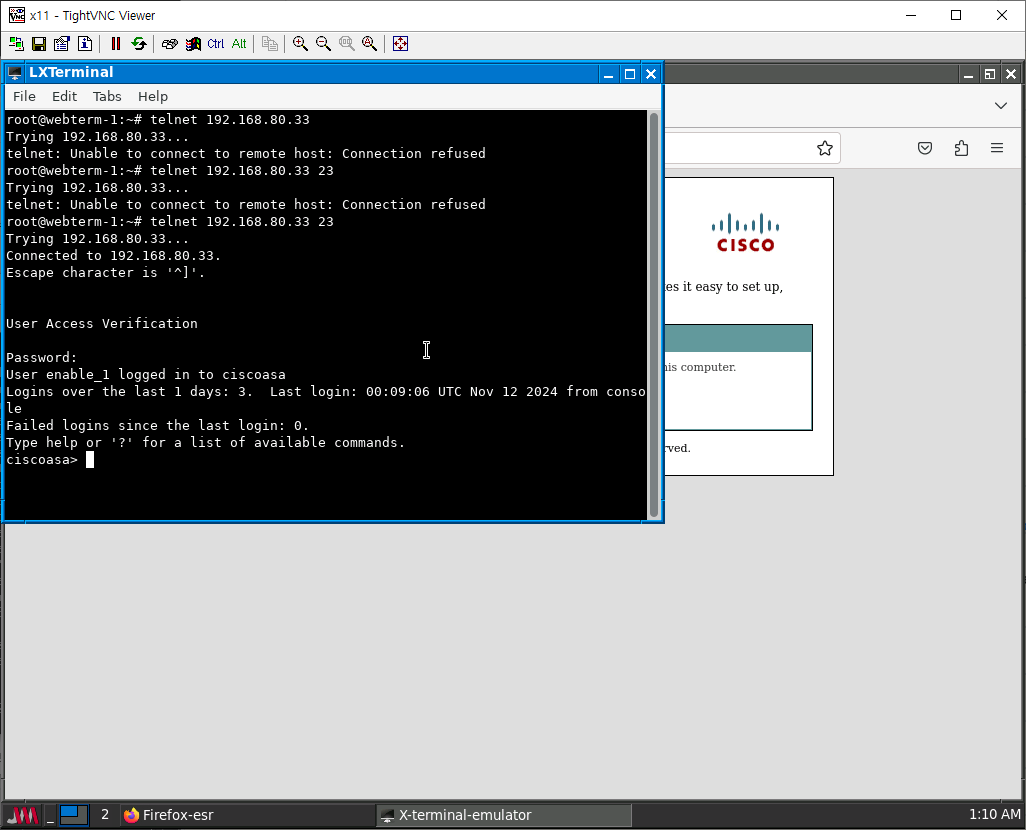 x11 - TightVNC Viewer
Ctrl Alt
LXTerminal
File Edit Tabs Help
root@webterm-1:~# telnet 192.168.80.33
Trying 192.168.80.33...
telnet: Unable to connect to remote host: Connection refused
root@webterm-1:~# telnet 192.168.80.33 23
Trying 192.168.80.33...
telnet: Unable to connect to remote host: Connection refused
root@webterm-1:~# telnet 192.168.80.33 23
Trying 192.168.80.33...
Connected to 192.168.80.33.
Escape character is '^]'.
User Access Verification
Password:
User enable_1 logged in to ciscoasa
Logins over the last 1 days: 3.  Last login: 00:09:06 UTC Nov 12 2024 from conso
le
Failed logins since the last login: 0.
Type help or '?' for a list of available commands.
ciscoasa>
CISCO
es it easy to set up,
his computer.
rved.
2 Firefox-esr X-terminal-emulator 1:10 AM